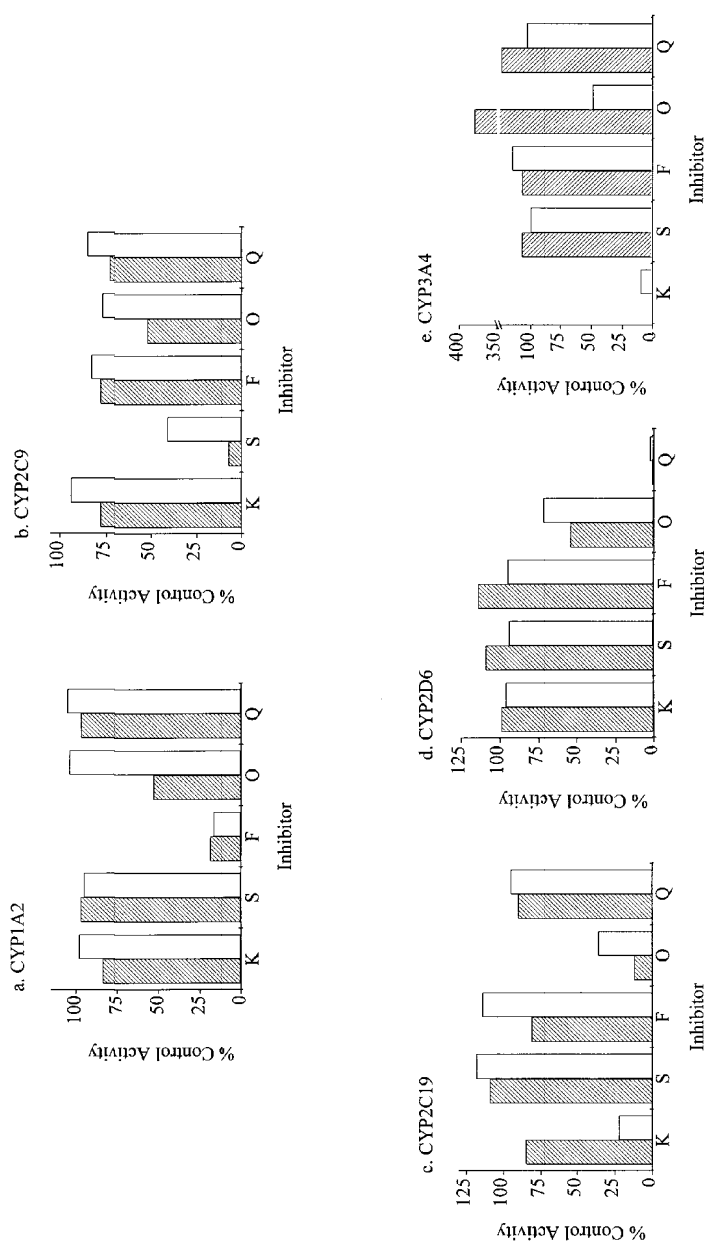 a. CYP1A2
% Control Activity
100
75
50
25
0
K S F O Q
Inhibitor
b. CYP2C9
% Control Activity
100
75
50
25
0
K S F O Q
Inhibitor
c. CYP2C19
% Control Activity
125
100
75
50
25
0
K S F O Q
Inhibitor
d. CYP2D6
% Control Activity
125
100
75
50
25
0
K S F O Q
Inhibitor
e. CYP3A4
% Control Activity
400
350
100
75
50
25
0
K S F O Q
Inhibitor